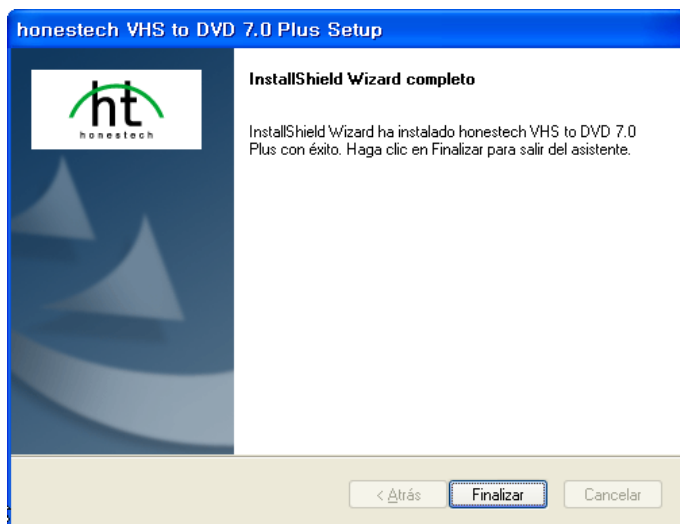 honestech VHS to DVD 7.0 Plus Setup
ht
honestech
InstallShield Wizard completo
InstallShield Wizard ha instalado honestech VHS to DVD 7.0
Plus con éxito. Haga clic en Finalizar para salir del asistente.
< Atrás
Finalizar
Cancelar